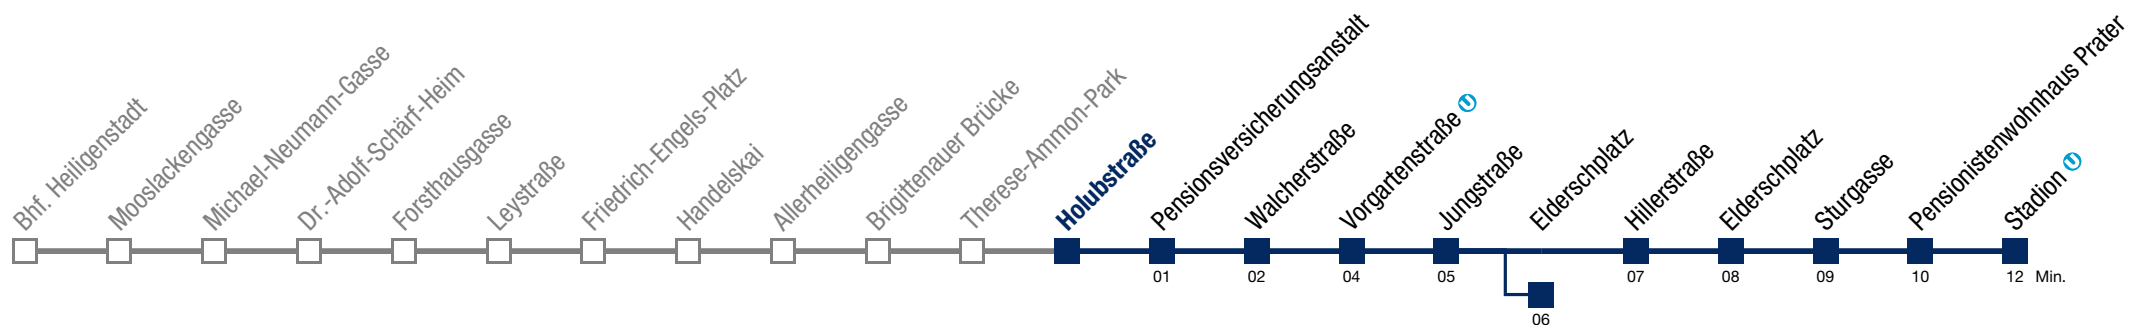 Bhf. Heiligenstadt
Mooslackengasse
Michael-Neumann-Gasse
Dr.-Adolf-Schärf-Heim
Forsthausgasse
Leystraße
Friedrich-Engels-Platz
Handelskai
Allerheiligengasse
Brigittenauer Brücke
Therese-Ammon-Park
Holubstraße
Pensionsversicherungsanstalt
Walcherstraße
Vorgartenstraße
Jungstraße
Elderschplatz
Hillerstraße
Elderschplatz
Sturgasse
Pensionistenwohnhaus Prater
Stadion
01 02 04 05 07 08 09 10 12 Min.
06